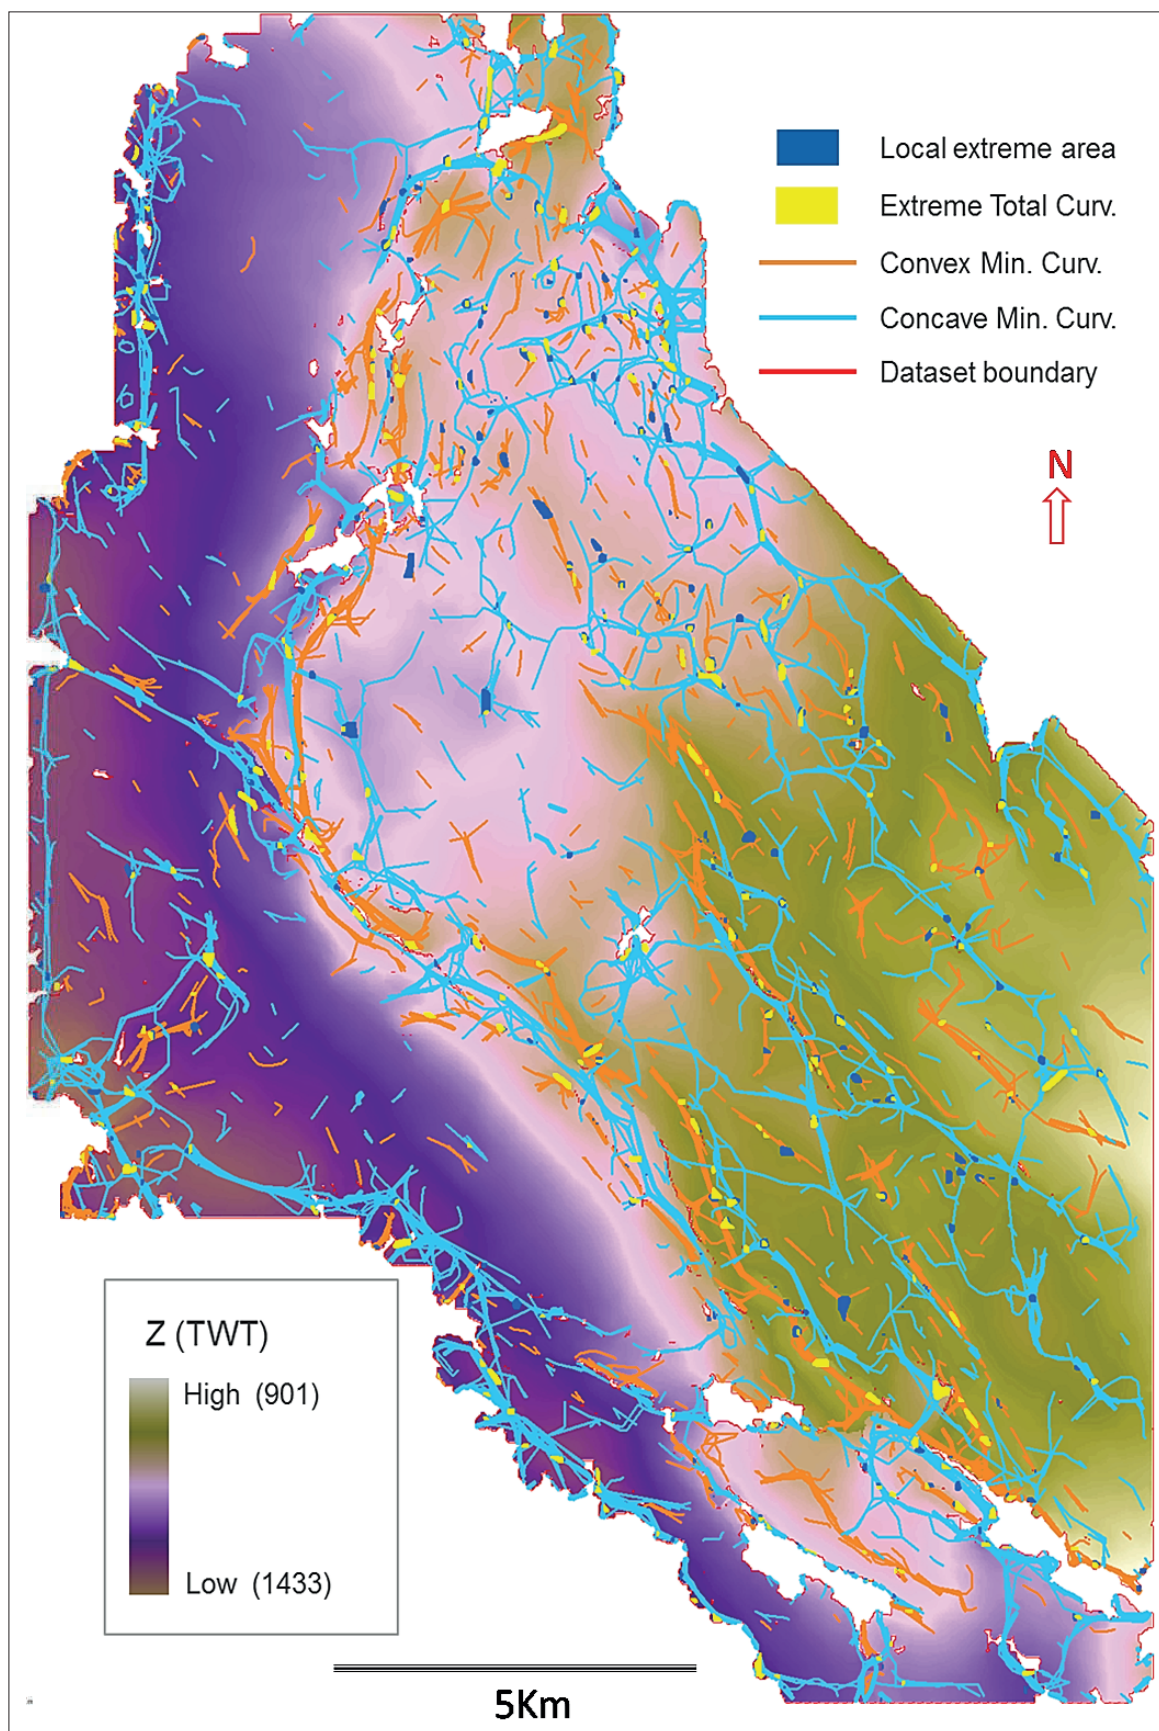 Local extreme area
Extreme Total Curv.
Convex Min. Curv.
Concave Min. Curv.
Dataset boundary
N
Z (TWT)
High (901)
Low (1433)
5Km